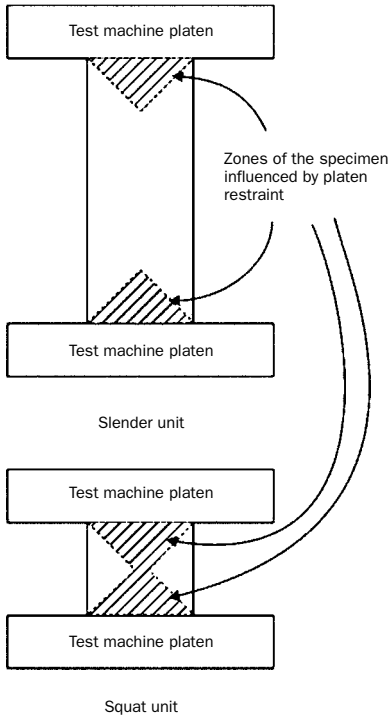 Test machine platen
Zones of the specimen
influenced by platen
restraint
Test machine platen
Slender unit
Test machine platen
Test machine platen
Squat unit